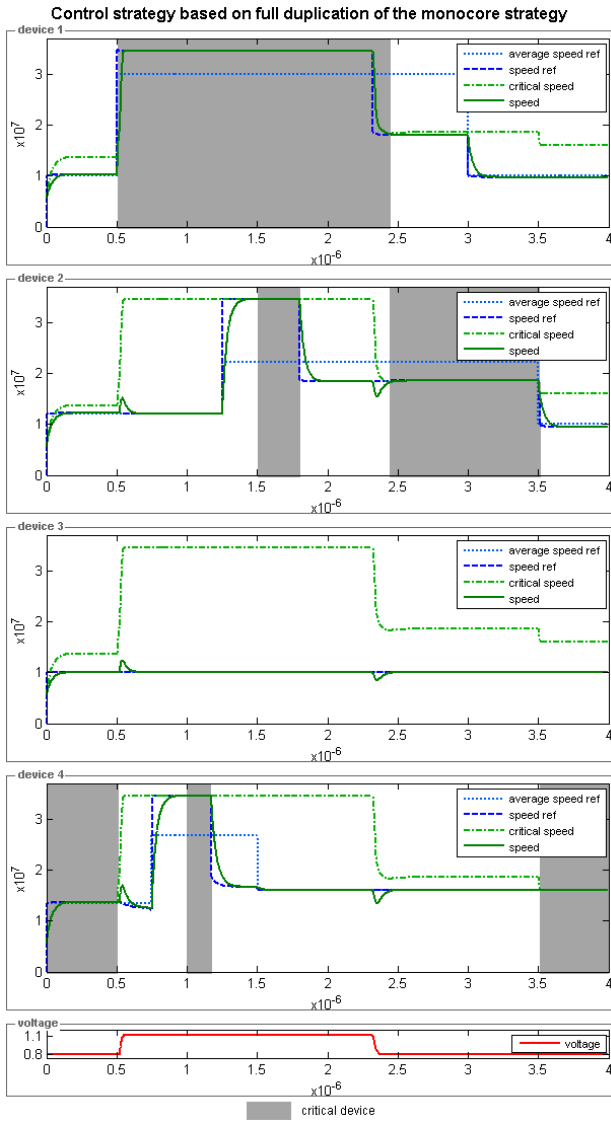 Control strategy based on full duplication of the monocore strategy
device 1
average speed ref
speed ref
critical speed
speed
3
2
1
0
x10^7
0 0.5 1 1.5 2 2.5 3 3.5 4
x10^-6
device 2
average speed ref
speed ref
critical speed
speed
3
2
1
0
x10^7
0 0.5 1 1.5 2 2.5 3 3.5 4
x10^-6
device 3
average speed ref
speed ref
critical speed
speed
3
2
1
0
x10^7
0 0.5 1 1.5 2 2.5 3 3.5 4
x10^-6
device 4
average speed ref
speed ref
critical speed
speed
3
2
1
0
x10^7
0 0.5 1 1.5 2 2.5 3 3.5 4
x10^-6
voltage
1.1
0.8
voltage
0 0.5 1 1.5 2 2.5 3 3.5 4
x10^-6
critical device